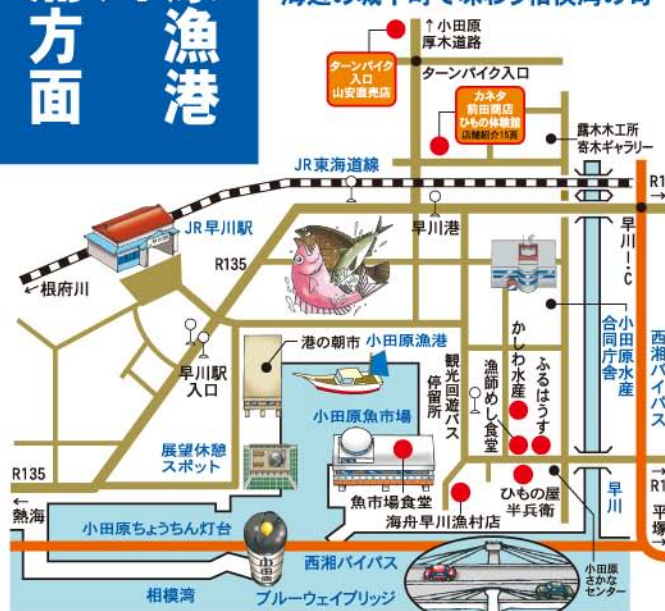 漁港
方面
↑小田原
厚木道路
ターンパイク
入口
山安直売店
ターンパイク入口
カネタ
前田商店
ひもの体験館
店舗紹介15頁
露木木工所
寄木ギャラリー
JR東海道線
R1
→
早川I・C
JR早川駅
早川港
R135
←根府川
小田原水産
合同庁舎
西湘バイパス
港の朝市
小田原漁港
早川駅
入口
観光回遊バス
停留所
かしわ水産
漁師めし食堂
ふるはうす
小田原魚市場
展望休憩
スポット
R135
←
熱海
魚市場食堂
海舟早川漁村店
ひもの屋
半兵衛
早川
→
R1
平塚
→
小田原ちょうちん灯台
小田原
西湘バイパス
小田原
さかな
センター
相模湾
ブルーウェイブリッジ